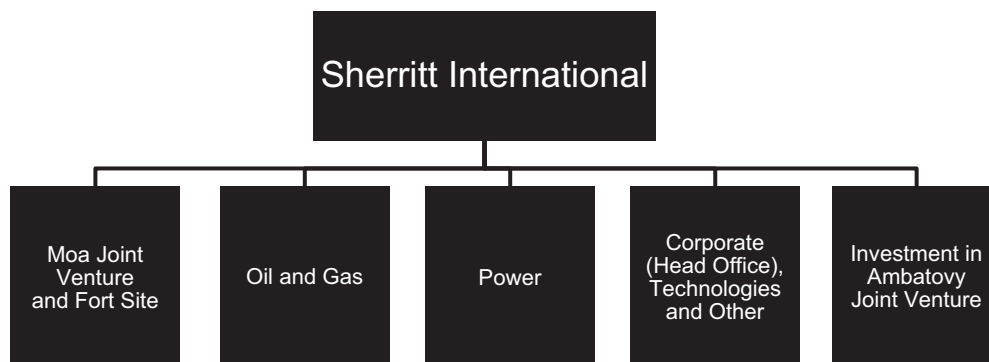 Sherritt International
Moa Joint
Venture
and Fort Site
Oil and Gas
Power
Corporate
(Head Office),
Technologies
and Other
Investment in
Ambatovy
Joint Venture